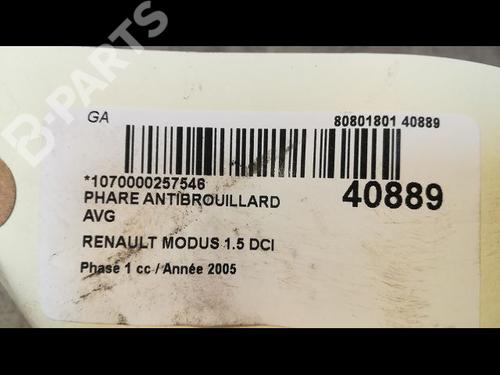 B-PARTS
GA
80801801 40889
*1070000257546
40889
PHARE ANTIBROUILLARD
AVG
RENAULT MODUS 1.5 DCI
Phase 1 cc / Année 2005